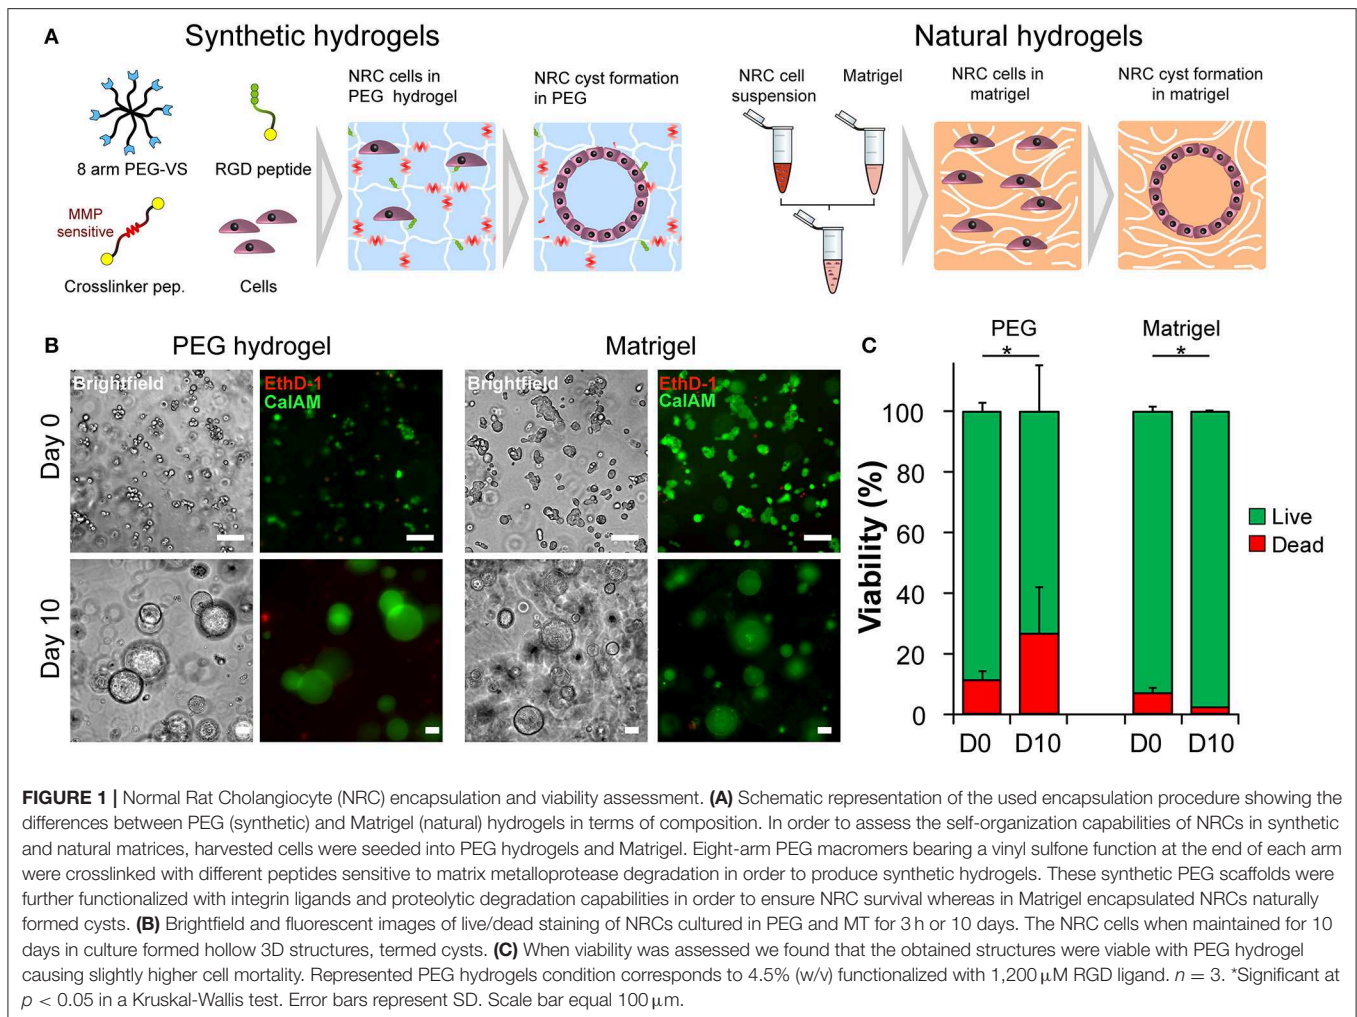 A
Synthetic hydrogels
Natural hydrogels
8 arm PEG-VS
RGD peptide
MMP
sensitive
Crosslinker pep.
Cells
NRC cells in
PEG hydrogel
NRC cyst formation
in PEG
NRC cell
suspension
Matrigel
NRC cells in
matrigel
NRC cyst formation
in matrigel
B
PEG hydrogel
Matrigel
Day 0
Brightfield
EthD-1
CalAM
Brightfield
EthD-1
CalAM
Day 10
C
PEG
Matrigel
*
*
Viability (%)
100
80
60
40
20
0
D0
D10
D0
D10
Live
Dead
FIGURE 1 | Normal Rat Cholangiocyte (NRC) encapsulation and viability assessment. (A) Schematic representation of the used encapsulation procedure showing the
differences between PEG (synthetic) and Matrigel (natural) hydrogels in terms of composition. In order to assess the self-organization capabilities of NRCs in synthetic
and natural matrices, harvested cells were seeded into PEG hydrogels and Matrigel. Eight-arm PEG macromers bearing a vinyl sulfone function at the end of each arm
were crosslinked with different peptides sensitive to matrix metalloprotease degradation in order to produce synthetic hydrogels. These synthetic PEG scaffolds were
further functionalized with integrin ligands and proteolytic degradation capabilities in order to ensure NRC survival whereas in Matrigel encapsulated NRCs naturally
formed cysts. (B) Brightfield and fluorescent images of live/dead staining of NRCs cultured in PEG and MT for 3 h or 10 days. The NRC cells when maintained for 10
days in culture formed hollow 3D structures, termed cysts. (C) When viability was assessed we found that the obtained structures were viable with PEG hydrogel
causing slightly higher cell mortality. Represented PEG hydrogels condition corresponds to 4.5% (w/v) functionalized with 1,200 μM RGD ligand. n = 3. *Significant at
p < 0.05 in a Kruskal-Wallis test. Error bars represent SD. Scale bar equal 100 μm.